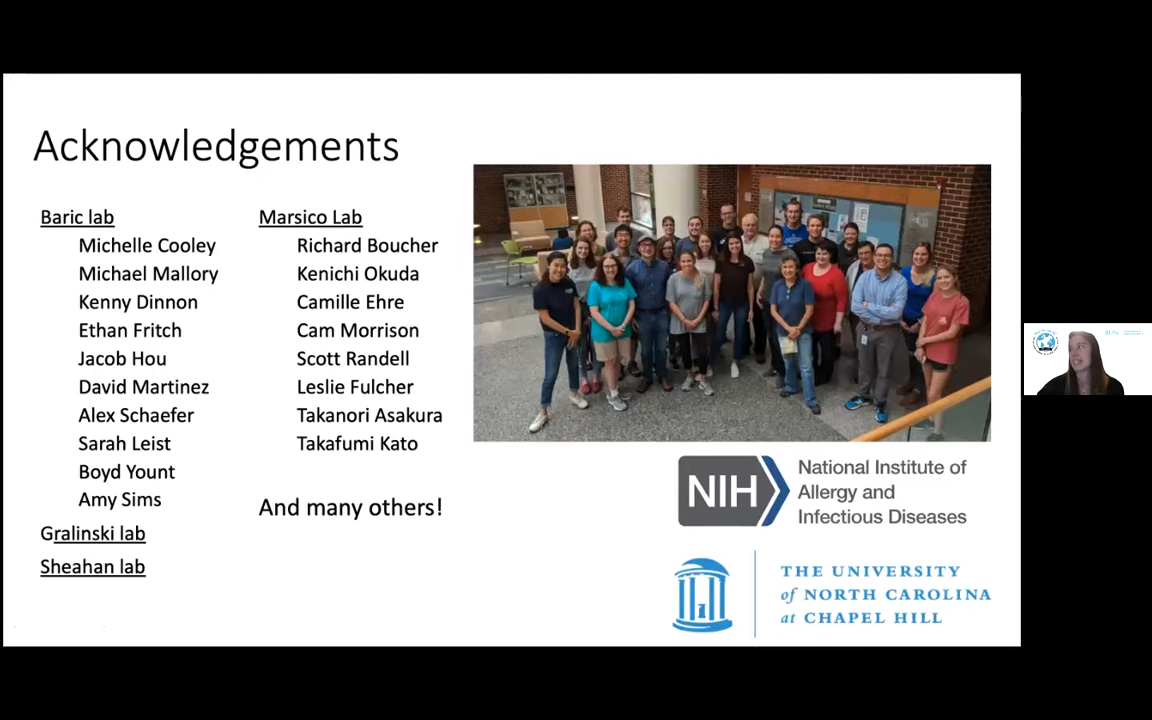 Acknowledgements
Baric lab
Michelle Cooley
Michael Mallory
Kenny Dinnon
Ethan Fritch
Jacob Hou
David Martinez
Alex Schaefer
Sarah Leist
Boyd Yount
Amy Sims
Gralinski lab
Sheahan lab
Marsico Lab
Richard Boucher
Kenichi Okuda
Camille Ehre
Cam Morrison
Scott Randell
Leslie Fulcher
Takanori Asakura
Takafumi Kato
And many others!
NIH
National Institute of
Allergy and
Infectious Diseases
THE UNIVERSITY
of NORTH CAROLINA
at CHAPEL HILL